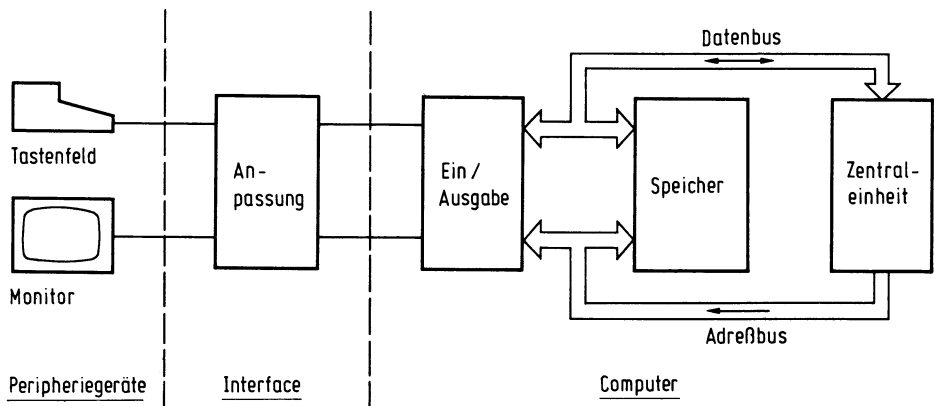 Datenbus
Tastenfeld
An-
passung
Ein/
Ausgabe
Speicher
Zentral-
einheit
Monitor
Adreßbus
Peripheriegeräte
Interface
Computer